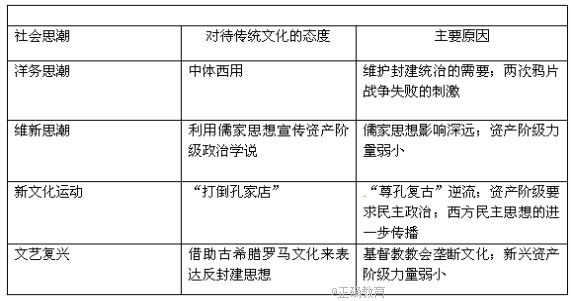 社会思潮
对待传统文化的态度
主要原因
洋务思潮
中体西用
维护封建统治的需要；两次鸦片
战争失败的刺激
维新思潮
利用儒家思想宣传资产阶
级政治学说
儒家思想影响深远；资产阶级力
量弱小
新文化运动
“打倒孔家店”
“尊孔复古”逆流；资产阶级要
求民主政治；西方民主思想的进
一步传播
文艺复兴
借助古希腊罗马文化来表
达反封建思想
基督教教会垄断文化；新兴资产
阶级力量弱小
@正确教育